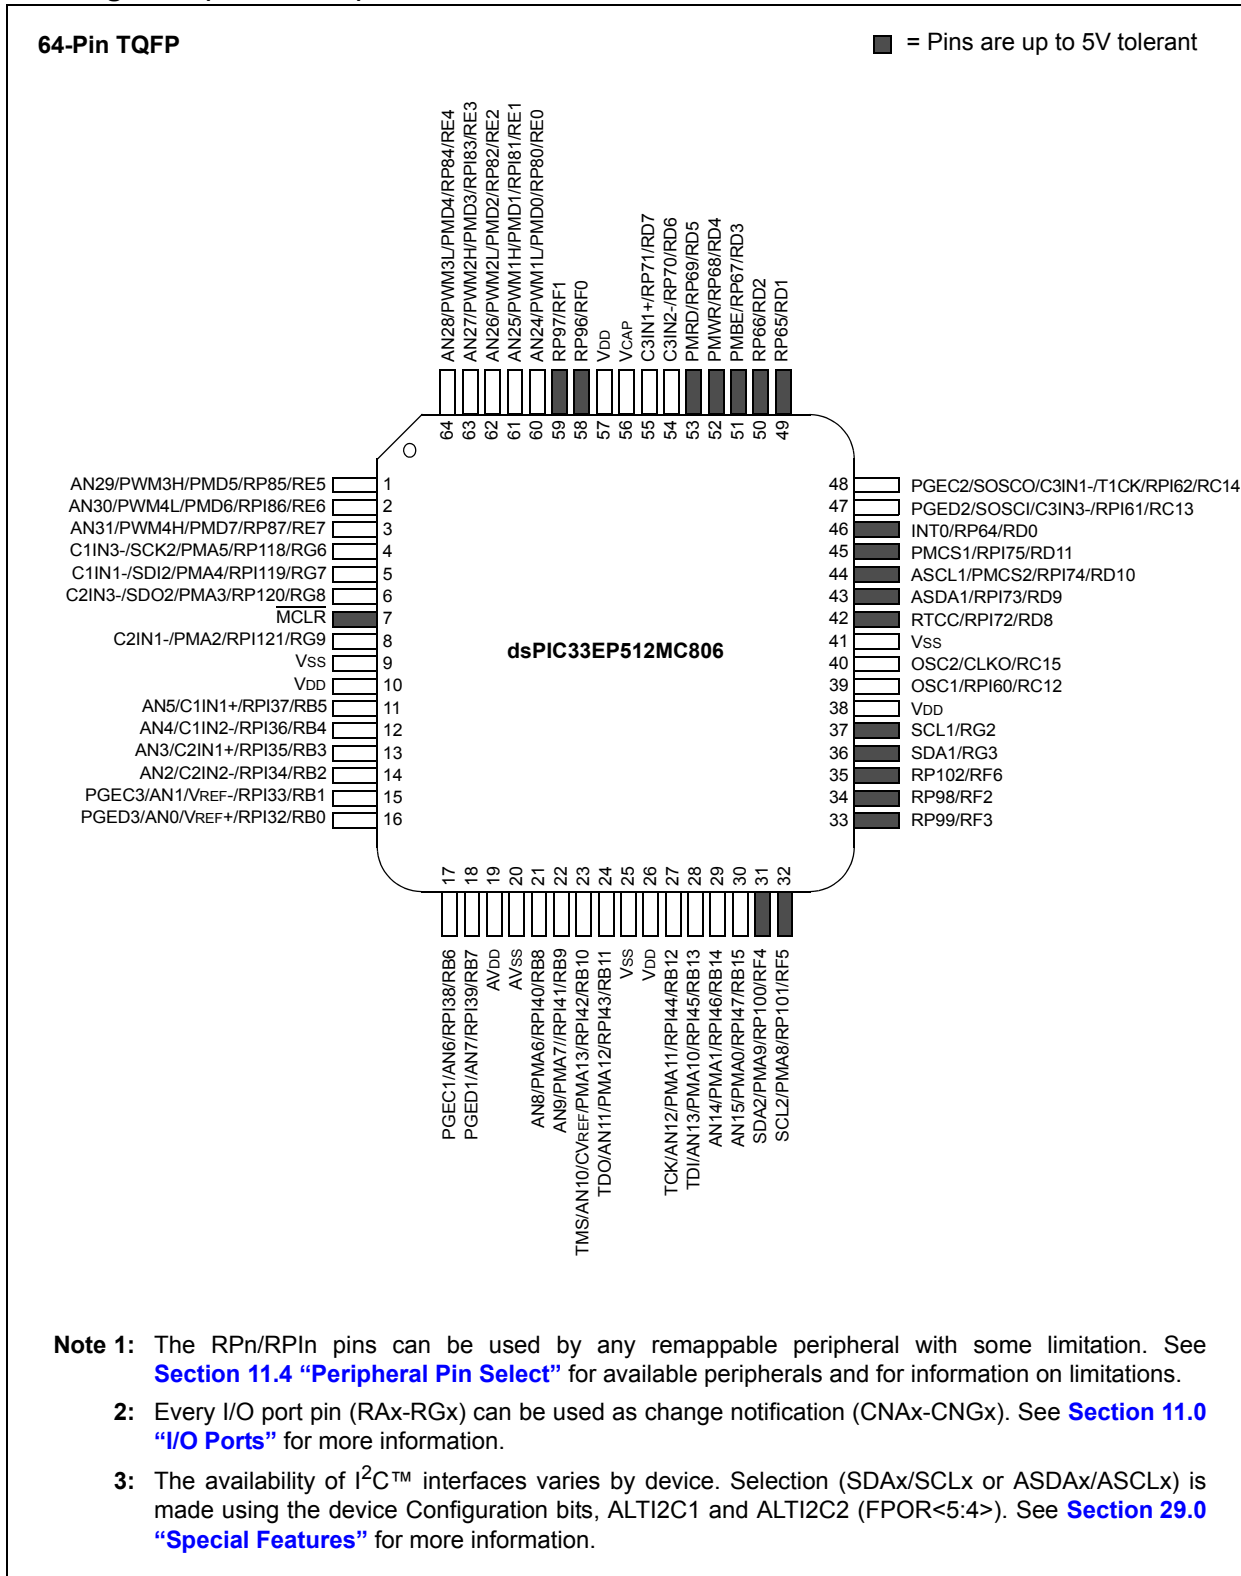 64-Pin TQFP
= Pins are up to 5V tolerant
AN28/PWM3L/PMD4/RP84/RE4
AN27/PWM2H/PMD3/RPI83/RE3
AN26/PWM2L/PMD2/RP82/RE2
AN25/PWM1H/PMD1/RPI81/RE1
AN24/PWM1L/PMD0/RP80/RE0
RP97/RF1
RP96/RF0
VDD
VCAP
C3IN1+/RP71/RD7
C3IN2-/RP70/RD6
PMRD/RP69/RD5
PMWR/RP68/RD4
PMBE/RP67/RD3
RP66/RD2
RP65/RD1
64 63 62 61 60 59 58 57 56 55 54 53 52 51 50 49
AN29/PWM3H/PMD5/RP85/RE5 1
AN30/PWM4L/PMD6/RPI86/RE6 2
AN31/PWM4H/PMD7/RP87/RE7 3
C1IN3-/SCK2/PMA5/RP118/RG6 4
C1IN1-/SDI2/PMA4/RPI119/RG7 5
C2IN3-/SDO2/PMA3/RP120/RG8 6
MCLR 7
C2IN1-/PMA2/RPI121/RG9 8
VSS 9
VDD 10
AN5/C1IN1+/RPI37/RB5 11
AN4/C1IN2-/RPI36/RB4 12
AN3/C2IN1+/RPI35/RB3 13
AN2/C2IN2-/RPI34/RB2 14
PGEC3/AN1/VREF-/RPI33/RB1 15
PGED3/AN0/VREF+/RPI32/RB0 16
dsPIC33EP512MC806
48 PGEC2/SOSCO/C3IN1-/T1CK/RPI62/RC14
47 PGED2/SOSCI/C3IN3-/RPI61/RC13
46 INT0/RP64/RD0
45 PMCS1/RPI75/RD11
44 ASCL1/PMCS2/RPI74/RD10
43 ASDA1/RPI73/RD9
42 RTCC/RPI72/RD8
41 VSS
40 OSC2/CLKO/RC15
39 OSC1/RPI60/RC12
38 VDD
37 SCL1/RG2
36 SDA1/RG3
35 RP102/RF6
34 RP98/RF2
33 RP99/RF3
17 18 19 20 21 22 23 24 25 26 27 28 29 30 31 32
PGEC1/AN6/RPI38/RB6
PGED1/AN7/RPI39/RB7
AVDD
AVSS
AN8/PMA6/RPI40/RB8
AN9/PMA7//RPI41/RB9
TMS/AN10/CVREF/PMA13/RPI42/RB10
TDO/AN11/PMA12/RPI43/RB11
VSS
VDD
TCK/AN12/PMA11/RPI44/RB12
TDI/AN13/PMA10/RPI45/RB13
AN14/PMA1/RPI46/RB14
AN15/PMA0/RPI47/RB15
SDA2/PMA9/RP100/RF4
SCL2/PMA8/RP101/RF5
Note 1: The RPn/RPIn pins can be used by any remappable peripheral with some limitation. See
Section 11.4 “Peripheral Pin Select” for available peripherals and for information on limitations.
2: Every I/O port pin (RAx-RGx) can be used as change notification (CNAx-CNGx). See Section 11.0
“I/O Ports” for more information.
3: The availability of I2C™ interfaces varies by device. Selection (SDAx/SCLx or ASDAx/ASCLx) is
made using the device Configuration bits, ALTI2C1 and ALTI2C2 (FPOR<5:4>). See Section 29.0
“Special Features” for more information.